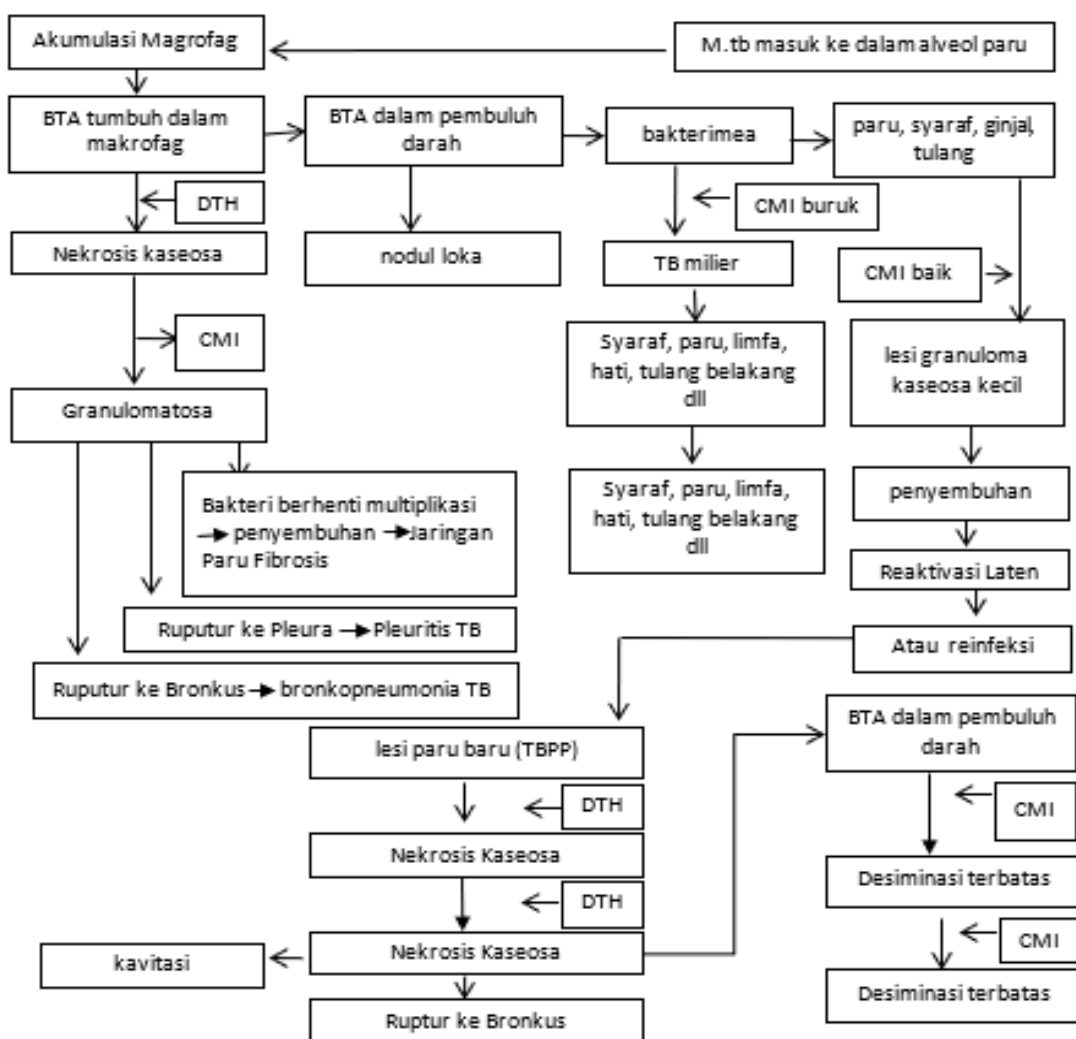 Akumulasi Magrofag
M.tb masuk ke dalam alveol paru
BTA tumbuh dalam
makrofag
BTA dalam pembuluh
darah
bakterimea
paru, syaraf, ginjal,
tulang
DTH
CMI buruk
Nekrosis kaseosa
nodul loka
TB milier
CMI baik
CMI
Syaraf, paru, limfa,
hati, tulang belakang
dll
lesi granuloma
kaseosa kecil
Granulomatosa
Bakteri berhenti multiplikasi
→ penyembuhan →Jaringan
Paru Fibrosis
Syaraf, paru, limfa,
hati, tulang belakang
dll
penyembuhan
Reaktivasi Laten
Ruputur ke Pleura →Pleuritis TB
Atau reinfeksi
Ruputur ke Bronkus → bronkopneumonia TB
BTA dalam pembuluh
darah
lesi paru baru (TBPP)
DTH
CMI
Nekrosis Kaseosa
Desiminasi terbatas
DTH
CMI
kavitasi
Nekrosis Kaseosa
Desiminasi terbatas
Ruptur ke Bronkus